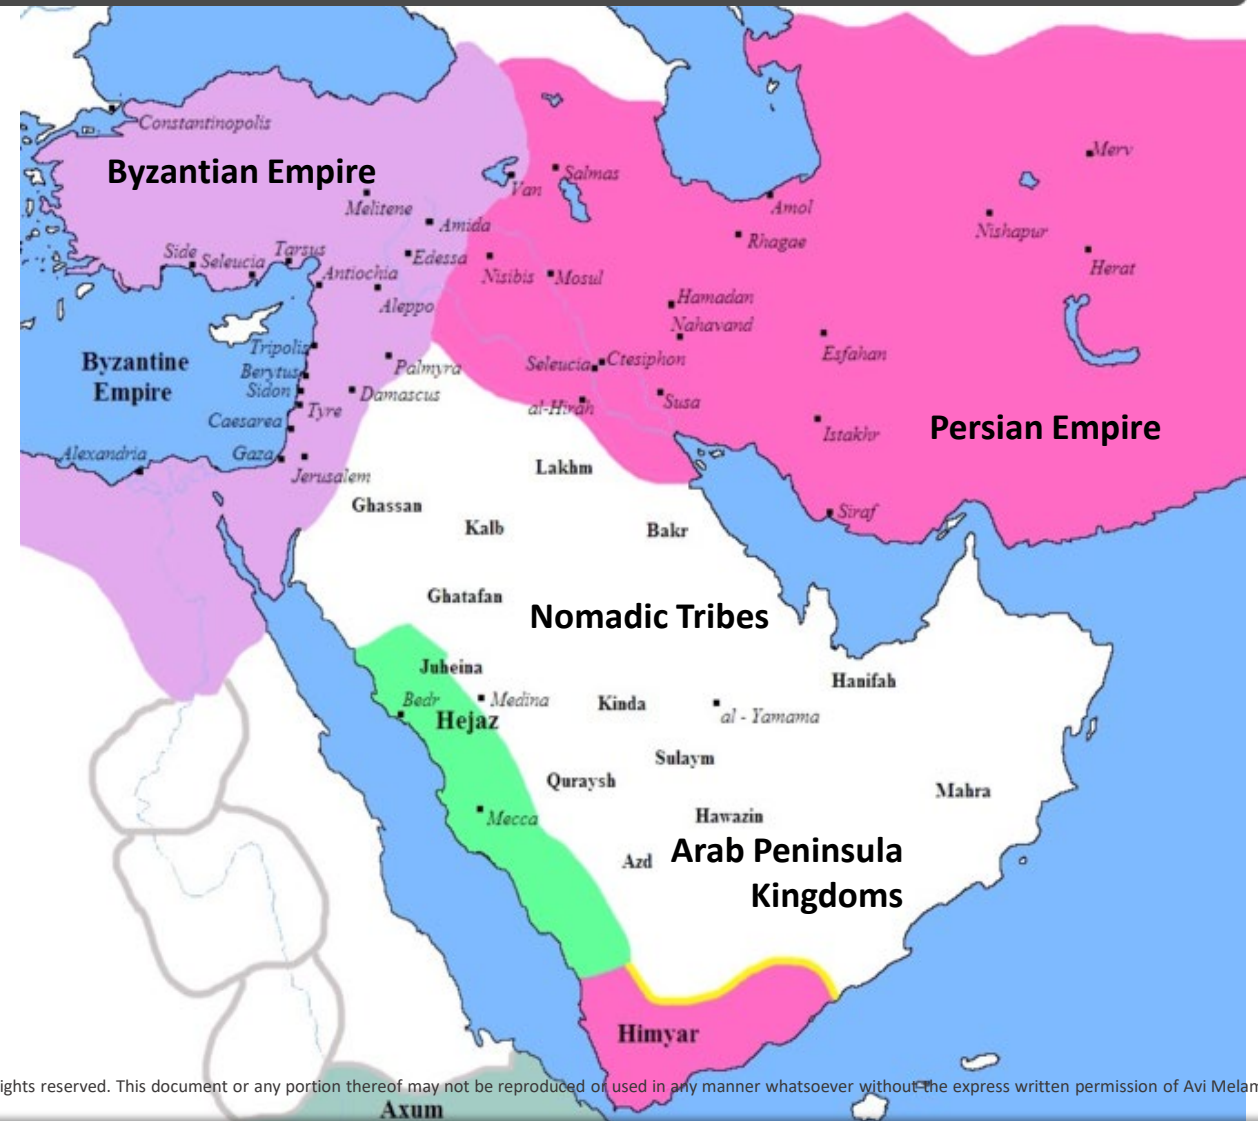 Constantinopolis
Byzantian Empire
Van
Salmas
Merv
Melitene
Amida
Amol
Rhagae
Nishapur
Side
Seleucia
Tarsus
Antiochia
Edessa
Nisibis
Mosul
Herat
Aleppo
Hamadan
Nahavand
Tripolis
Byzantine
Empire
Berytus
Sidon
Palmyra
Seleucia
Ctesiphon
Esfahan
Tyre
Damascus
al-Hirah
Susa
Caesarea
Istakhr
Persian Empire
Alexandria
Gaza
Jerusalem
Lakhm
Ghassan
Kalb
Bakr
Siraf
Ghatafan
Nomadic Tribes
Juheina
Hanifah
Bedr
Medina
Kinda
al - Yamama
Hejaz
Sulaym
Quraysh
Mahra
Mecca
Hawazin
Azd
Arab Peninsula
Kingdoms
Himyar
ights reserved. This document or any portion thereof may not be reproduced or used in any manner whatsoever without the express written permission of Avi Melam
Axum